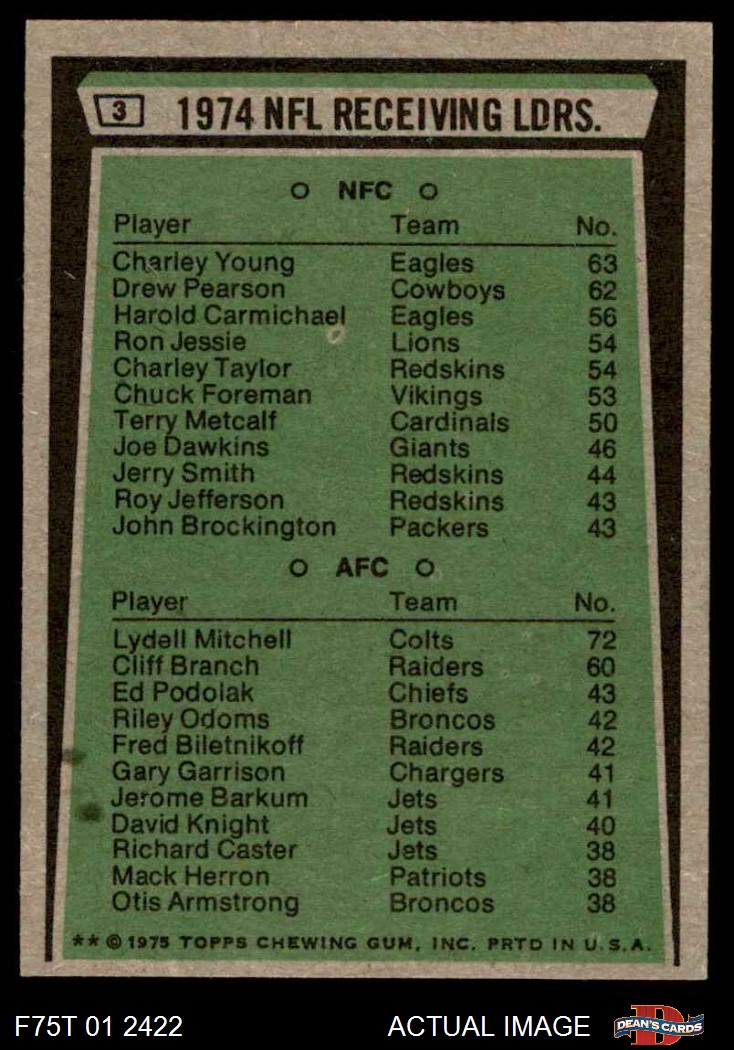 3 1974 NFL RECEIVING LDRS.
NFC
Player Team No.
Charley Young Eagles 63
Drew Pearson Cowboys 62
Harold Carmichael Eagles 56
Ron Jessie Lions 54
Charley Taylor Redskins 54
Chuck Foreman Vikings 53
Terry Metcalf Cardinals 50
Joe Dawkins Giants 46
Jerry Smith Redskins 44
Roy Jefferson Redskins 43
John Brockington Packers 43
AFC
Player Team No.
Lydell Mitchell Colts 72
Cliff Branch Raiders 60
Ed Podolak Chiefs 43
Riley Odoms Broncos 42
Fred Biletnikoff Raiders 42
Gary Garrison Chargers 41
Jerome Barkum Jets 41
David Knight Jets 40
Richard Caster Jets 38
Mack Herron Patriots 38
Otis Armstrong Broncos 38
** © 1975 TOPPS CHEWING GUM, INC. PRTD IN U.S.A.
F75T 01 2422 ACTUAL IMAGE D DEAN'S CARDS